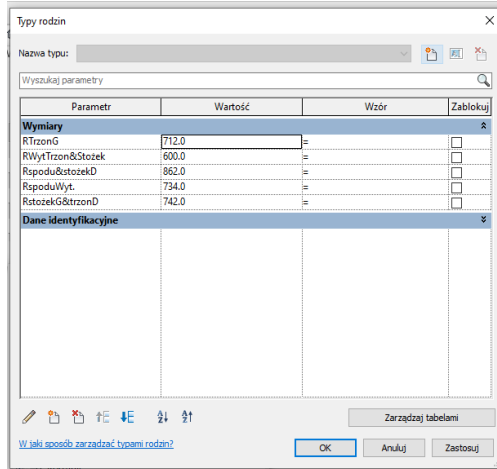 Typy rodzin
Nazwa typu:
Wyszukaj parametry
Parametr Wartość Wzór Zablokuj
Wymiary
RTrzonG 712.0 =
RWytTrzon&Stożek 600.0 =
Rspodu&stożekD 862.0 =
RspoduWyt. 734.0 =
RstożekG&trzonD 742.0 =
Dane identyfikacyjne
Zarządzaj tabelami
W jaki sposób zarządzać typami rodzin?
OK Anuluj Zastosuj